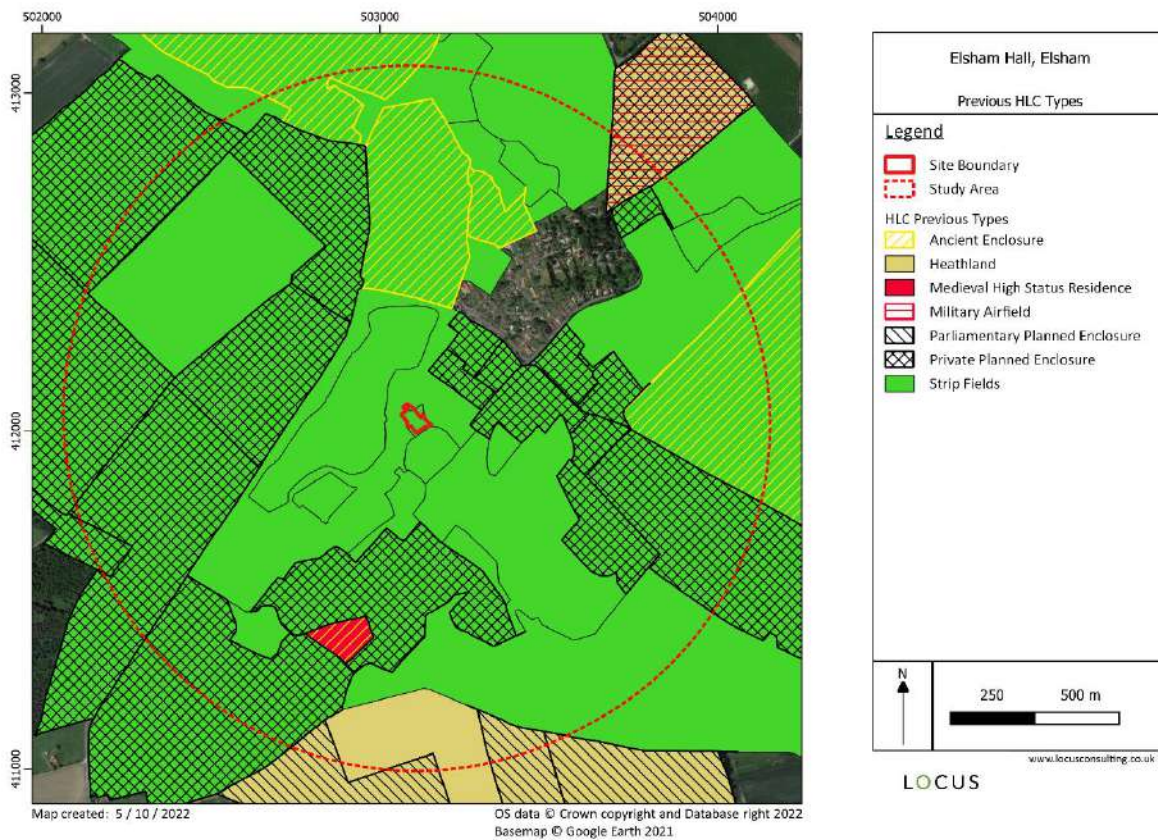 502000 503000 504000
413000
412000
411000
Elsham Hall, Elsham
Previous HLC Types
Legend
Site Boundary
Study Area
HLC Previous Types
Ancient Enclosure
Heathland
Medieval High Status Residence
Military Airfield
Parliamentary Planned Enclosure
Private Planned Enclosure
Strip Fields
N
250 500 m
www.locusconsulting.co.uk
LOCUS
Map created: 5 / 10 / 2022
OS data © Crown copyright and Database right 2022
Basemap © Google Earth 2021